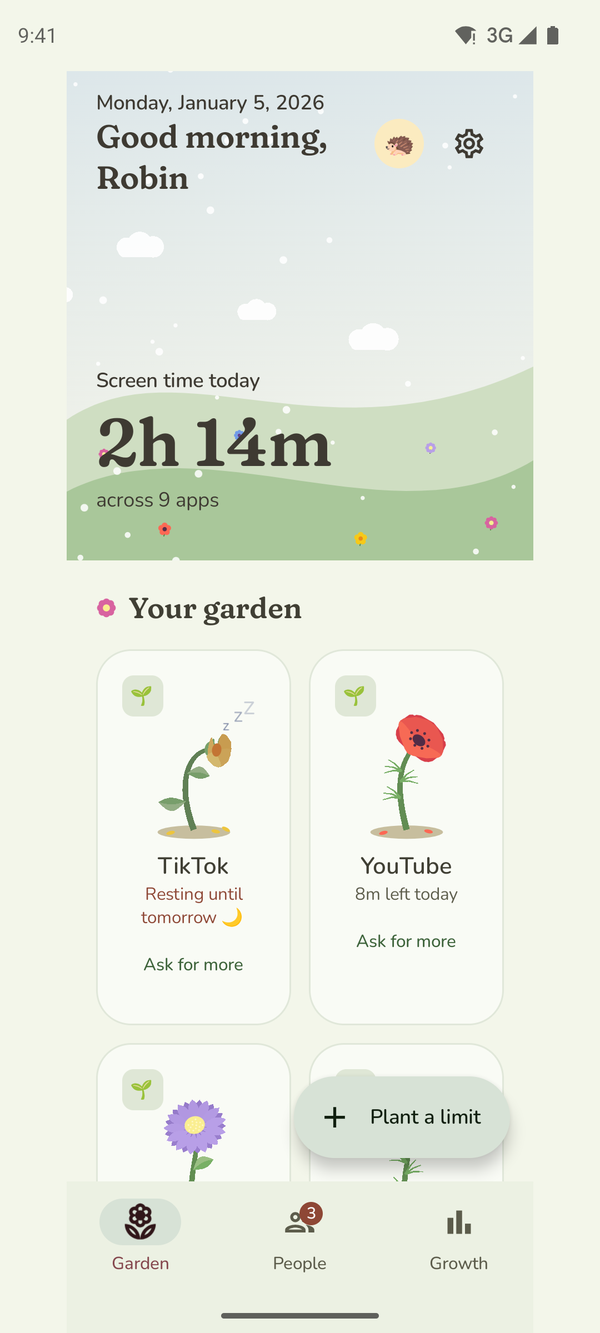 9:41
3G
Monday, January 5, 2026
Good morning,
Robin
Screen time today
2h 14m
across 9 apps
Your garden
z z Z
TikTok
Resting until
tomorrow 🌙
Ask for more
YouTube
8m left today
Ask for more
+ Plant a limit
Garden
3
People
Growth